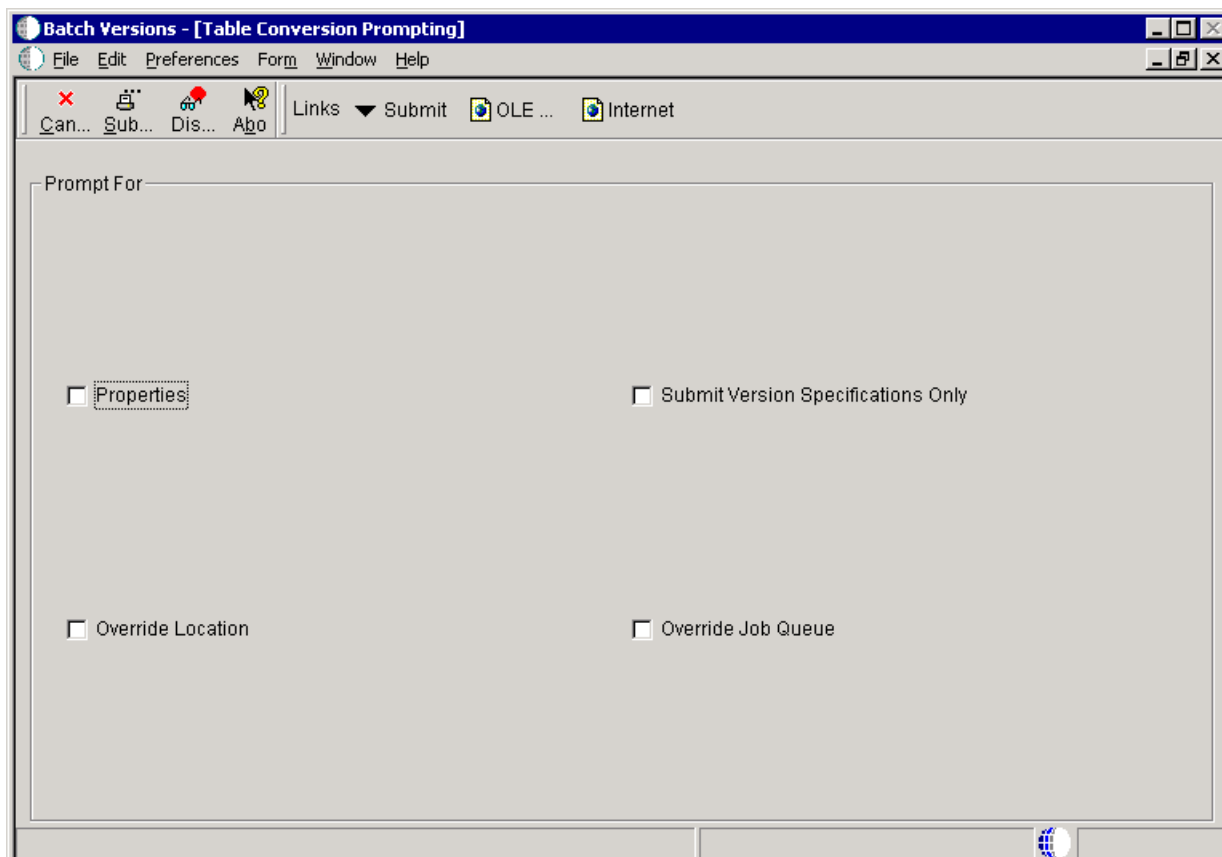 Batch Versions - [Table Conversion Prompting]
File Edit Preferences Form Window Help
Can... Sub... Dis... Abo Links Submit OLE ... Internet
Prompt For
Properties Submit Version Specifications Only
Override Location Override Job Queue